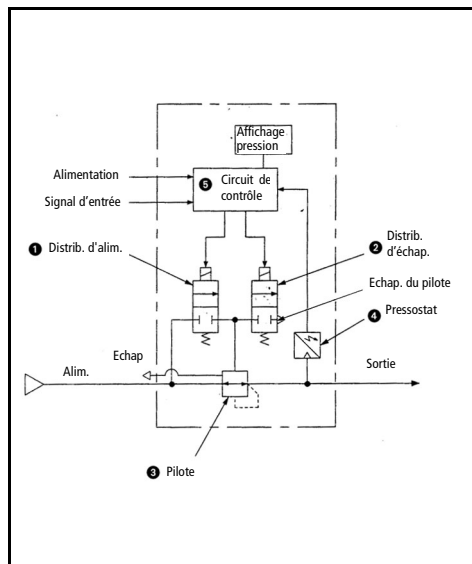 Affichage
pression
Alimentation
❺ Circuit de
contrôle
Signal d'entrée
❶ Distrib. d'alim.
❷ Distrib.
d'échap.
Echap. du pilote
❹ Pressostat
Echap
Alim.
Sortie
❸ Pilote